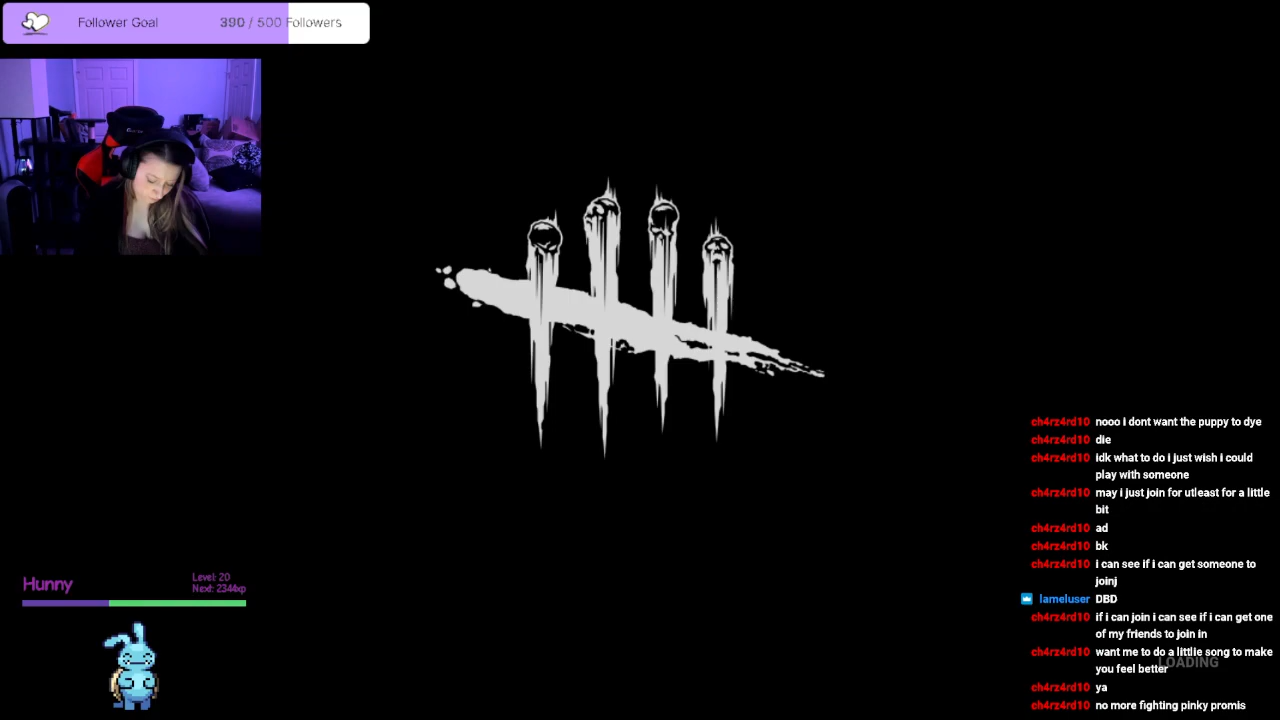 Follower Goal 390 / 500 Followers
Hunny
Level: 20
Next: 2344xp
ch4rz4rd10 nooo i dont want the puppy to dye
ch4rz4rd10 die
ch4rz4rd10 idk what to do i just wish i could
play with someone
ch4rz4rd10 may i just join for utleast for a little
bit
ch4rz4rd10 ad
ch4rz4rd10 bk
ch4rz4rd10 i can see if i can get someone to
joinj
lameluser DBD
ch4rz4rd10 if i can join i can see if i can get one
of my friends to join in
ch4rz4rd10 want me to do a littlie song to make
you feel better
LOADING
ch4rz4rd10 ya
ch4rz4rd10 no more fighting pinky promis